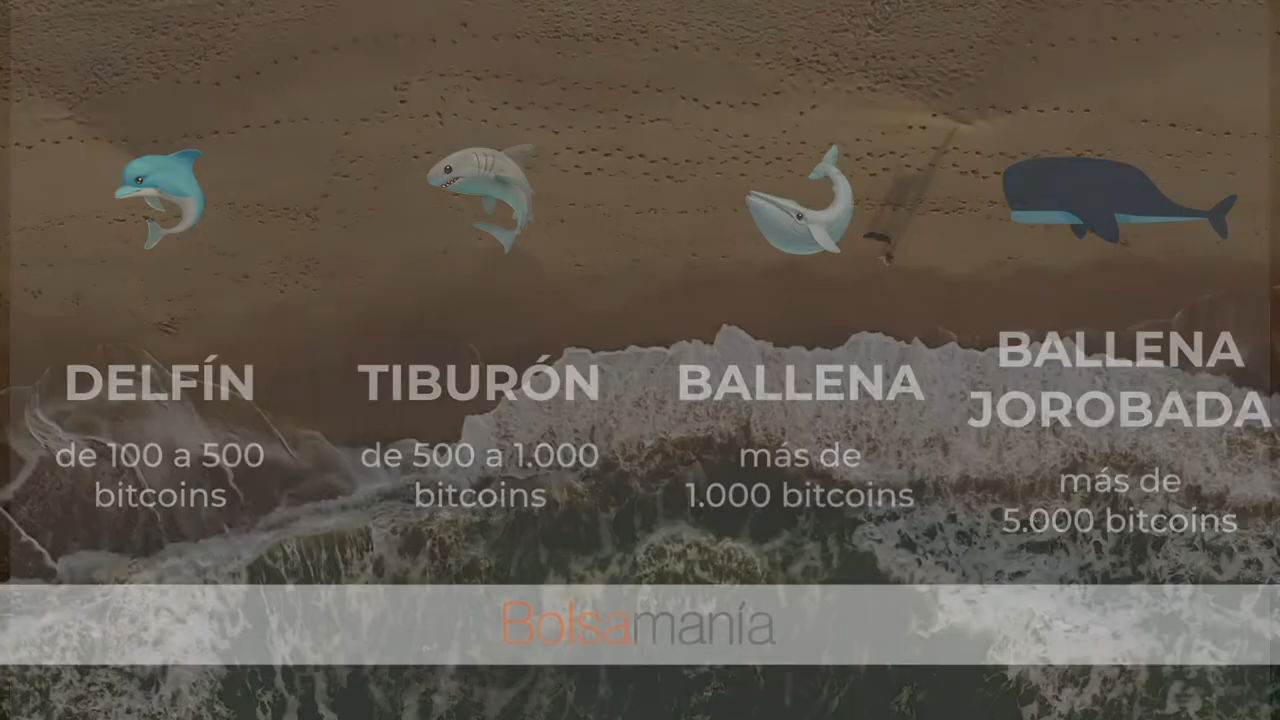 DELFÍN
de 100 a 500
bitcoins
TIBURÓN
de 500 a 1.000
bitcoins
BALLENA
más de
1.000 bitcoins
BALLENA
JOROBADA
más de
5.000 bitcoins
Bolsamanía